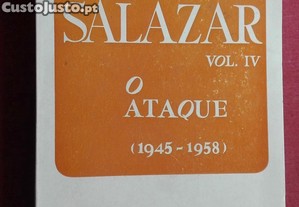 CustoJusto.pt
SALAZAR
VOL. IV
O
ATAQUE
(1945-1958)